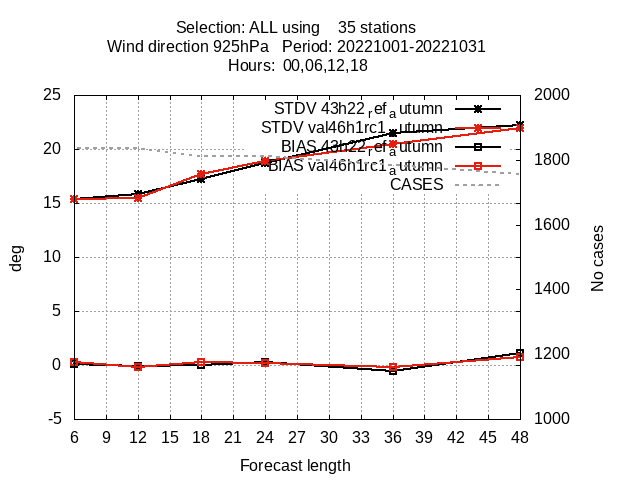 Selection: ALL using 35 stations
Wind direction 925hPa Period: 20221001-20221031
Hours: 00,06,12,18
25
20
15
10
5
0
-5
deg
STDV 43h22_ref_autumn
STDV val46h1rc1_autumn
BIAS 43h22_ref_autumn
BIAS val46h1rc1_autumn
CASES
2000
1800
1600
1400
1200
1000
No cases
6 9 12 15 18 21 24 27 30 33 36 39 42 45 48
Forecast length